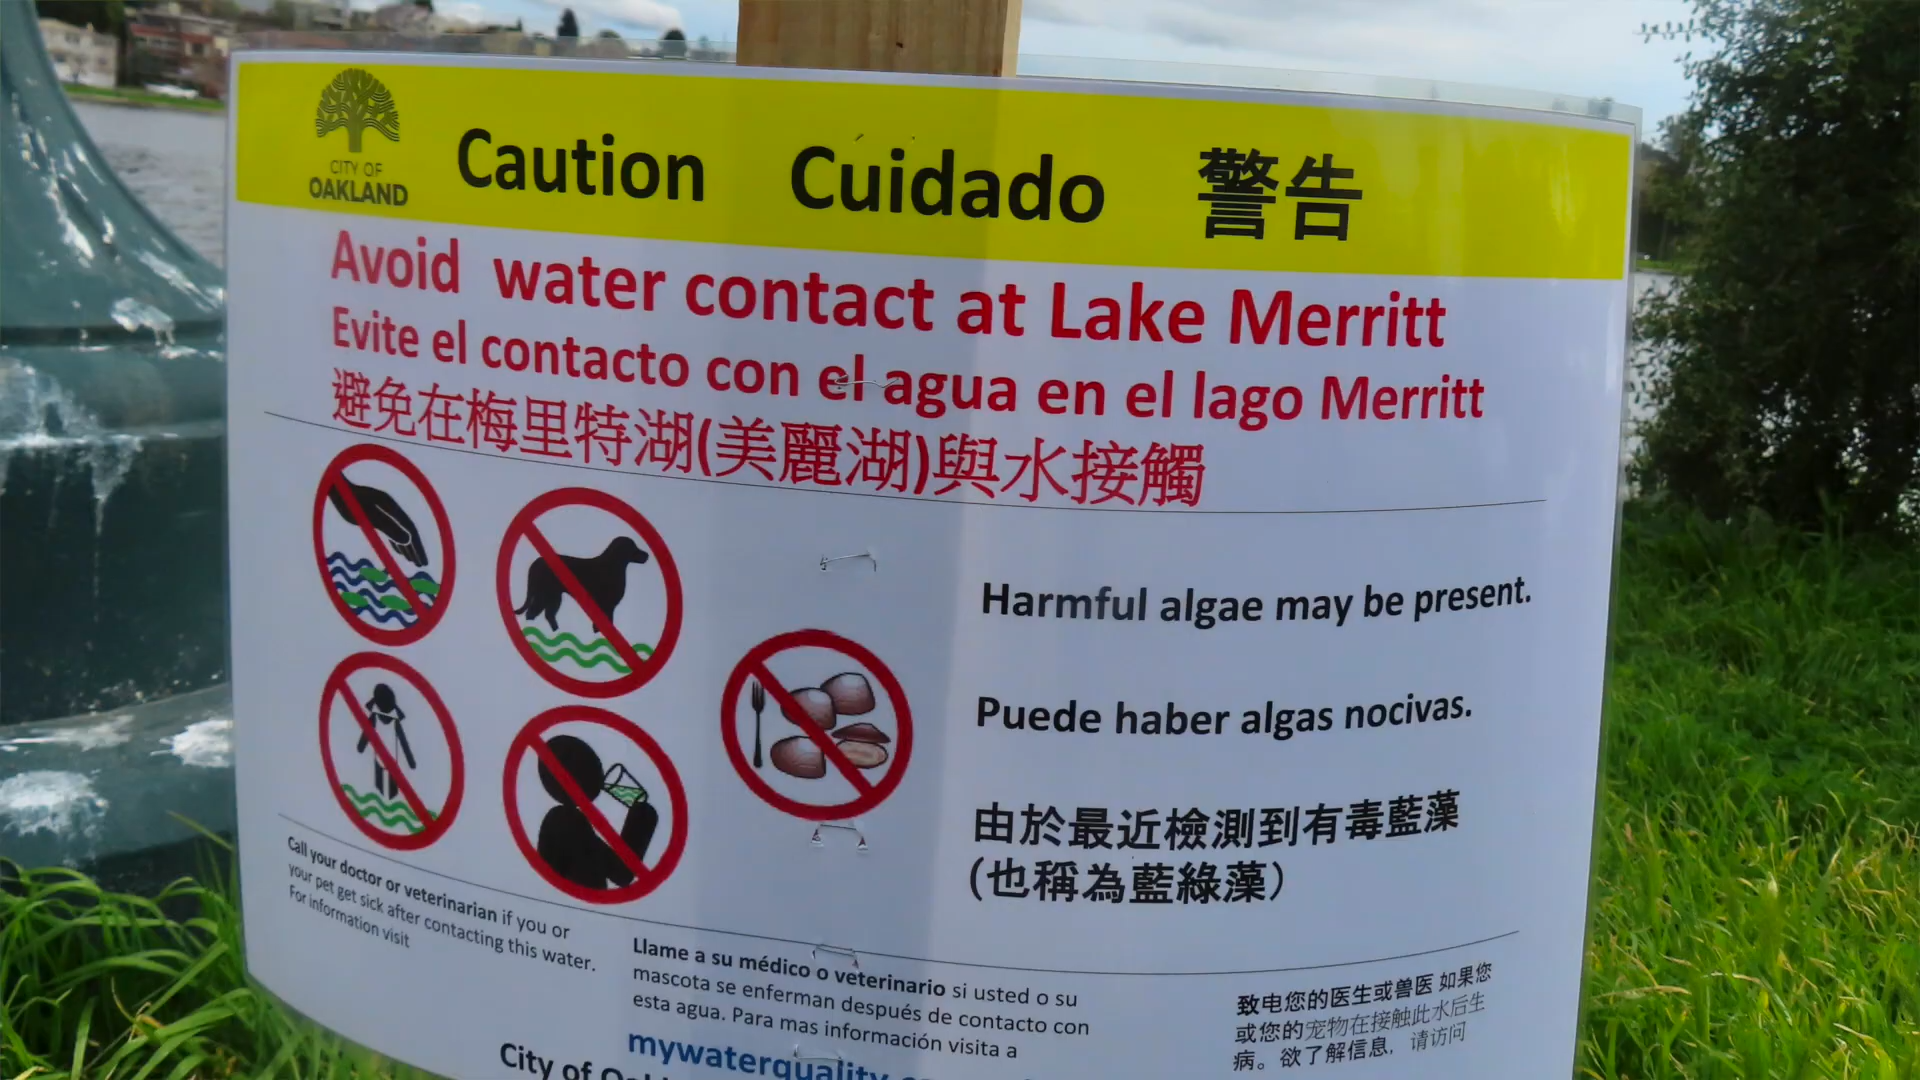 CITY OF
OAKLAND
Caution Cuidado 警告
Avoid water contact at Lake Merritt
Evite el contacto con el agua en el lago Merritt
避免在梅里特湖(美麗湖)與水接觸
Harmful algae may be present.
Puede haber algas nocivas.
由於最近檢測到有毒藍藻
(也稱為藍綠藻)
Call your doctor or veterinarian if you or
your pet get sick after contacting this water.
For information visit
Llame a su médico o veterinario si usted o su
mascota se enferman después de contacto con
esta agua. Para mas información visita a
致电您的医生或兽医 如果您
或您的宠物在接触此水后生
病。欲了解信息, 请访问
mywaterquality
City of